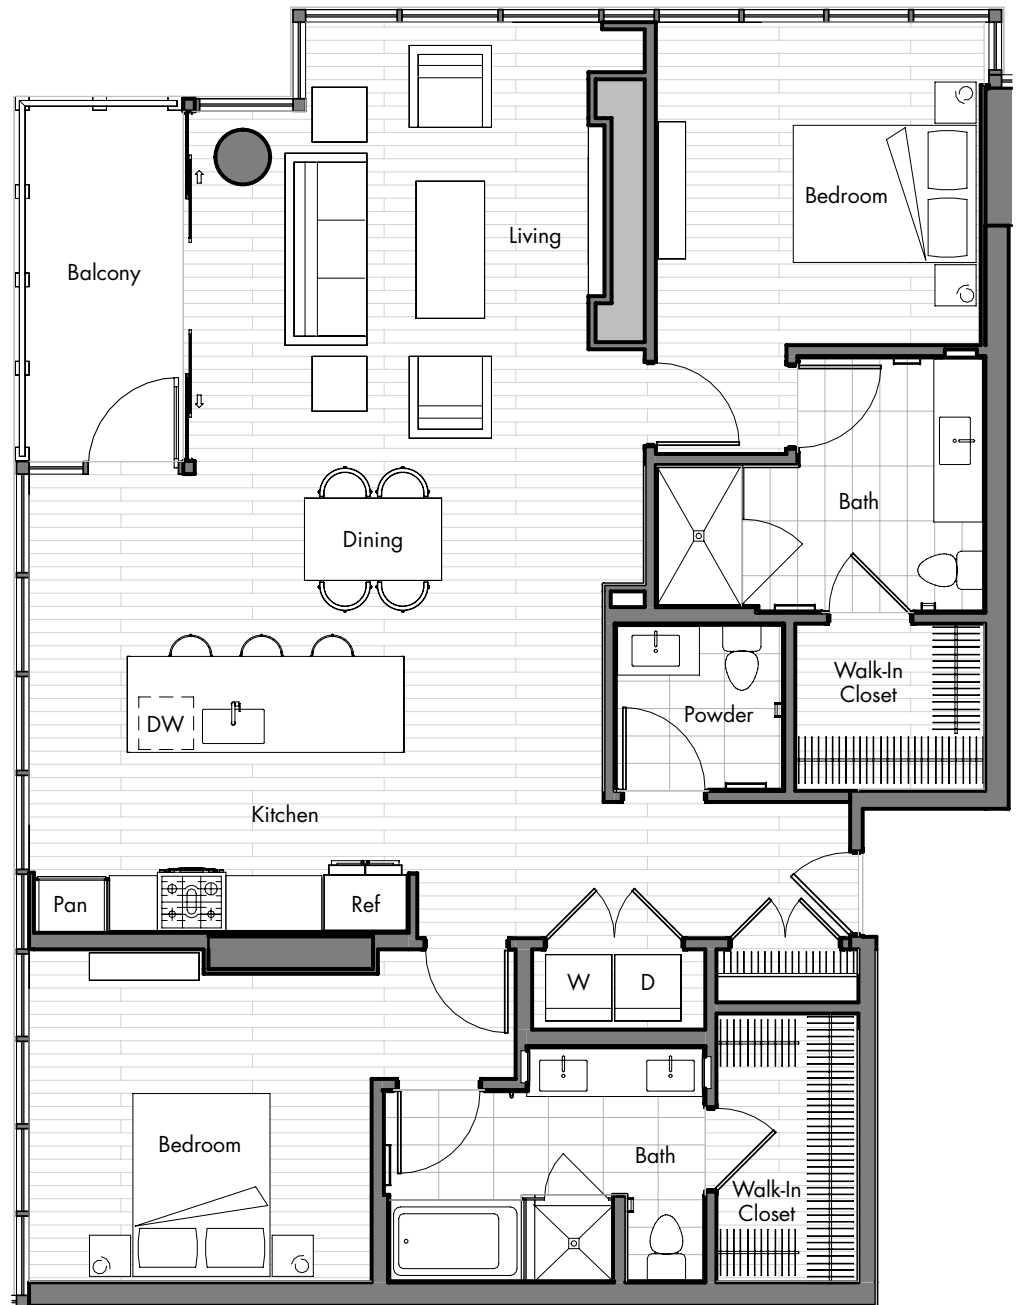 Bedroom
Living
Balcony
Bath
Dining
Walk-In
Closet
Powder
DW
Kitchen
Pan
Ref
W
D
Bedroom
Bath
Walk-In
Closet